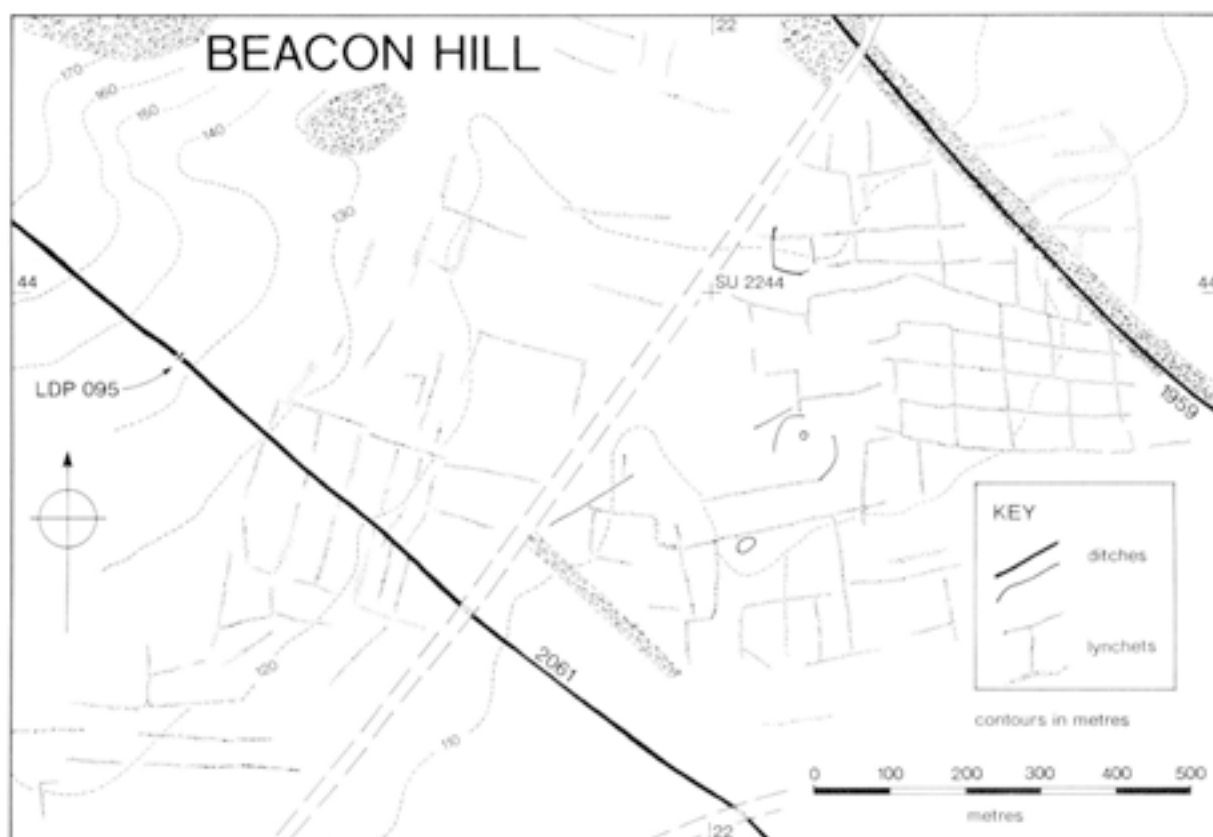 BEACON HILL
22
170
160
150
140
130
44
SU 2244
44
LDP 095
1959
KEY
ditches
lynchets
2061
120
110
contours in metres
0 100 200 300 400 500
metres
22